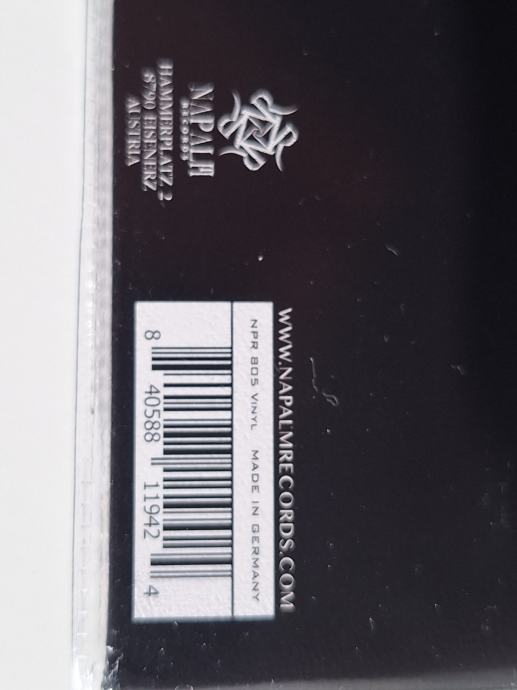 NAPALM
RECORDS
HAMMERPLATZ 2
8790 EISENERZ
AUSTRIA
WWW.NAPALMRECORDS.COM
NPR 805 VINYL MADE IN GERMANY
8 40588 11942 4